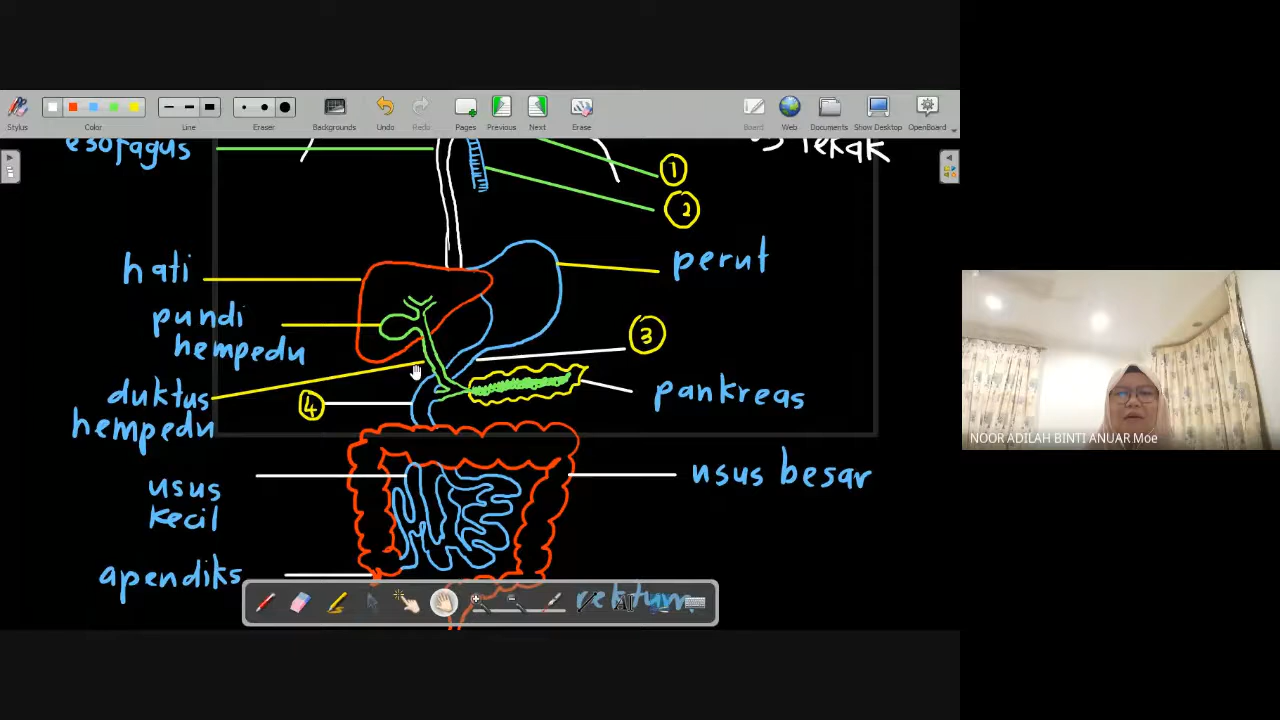 Stylus
Color
Line
Eraser
Backgrounds
Undo
Redo
Pages
Previous
Next
Erase
Board
Web
Documents
Show Desktop
OpenBoard
esofagus
Tekak
1
2
hati
perut
pundi
hempedu
3
duktus
hempedu
4
pankreas
usus
kecil
usus besar
apendiks
rektum
NOOR ADILAH BINTI ANUAR Moe